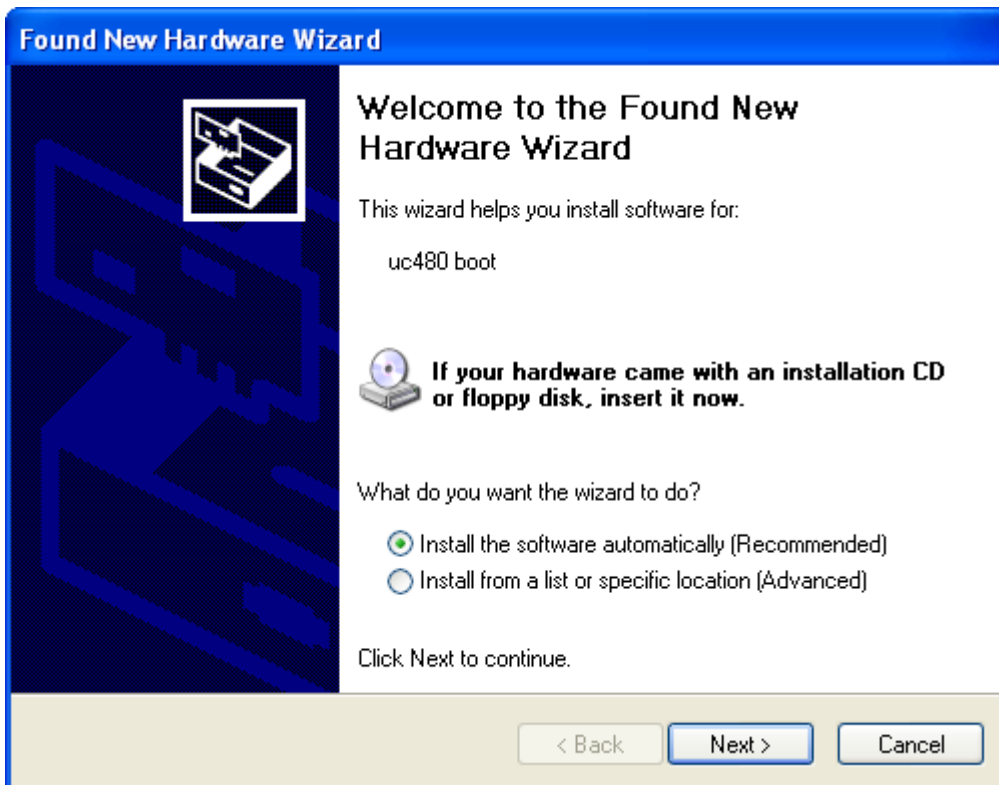 Found New Hardware Wizard
Welcome to the Found New
Hardware Wizard
This wizard helps you install software for:
uc480 boot
If your hardware came with an installation CD
or floppy disk, insert it now.
What do you want the wizard to do?
Install the software automatically (Recommended)
Install from a list or specific location (Advanced)
Click Next to continue.
< Back Next > Cancel